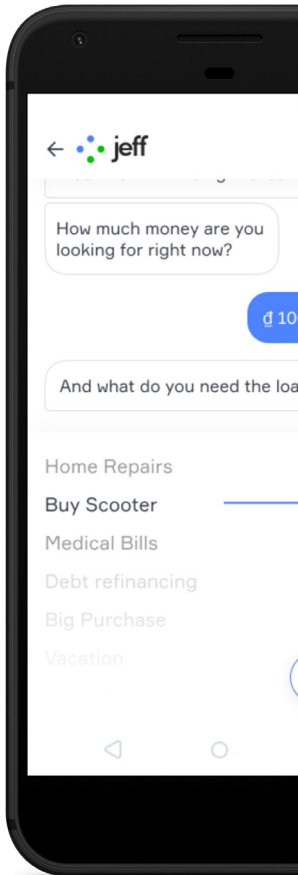 jeff
How much money are you
looking for right now?
₫ 10
And what do you need the loa
Home Repairs
Buy Scooter
Medical Bills
Debt refinancing
Big Purchase
Vacation